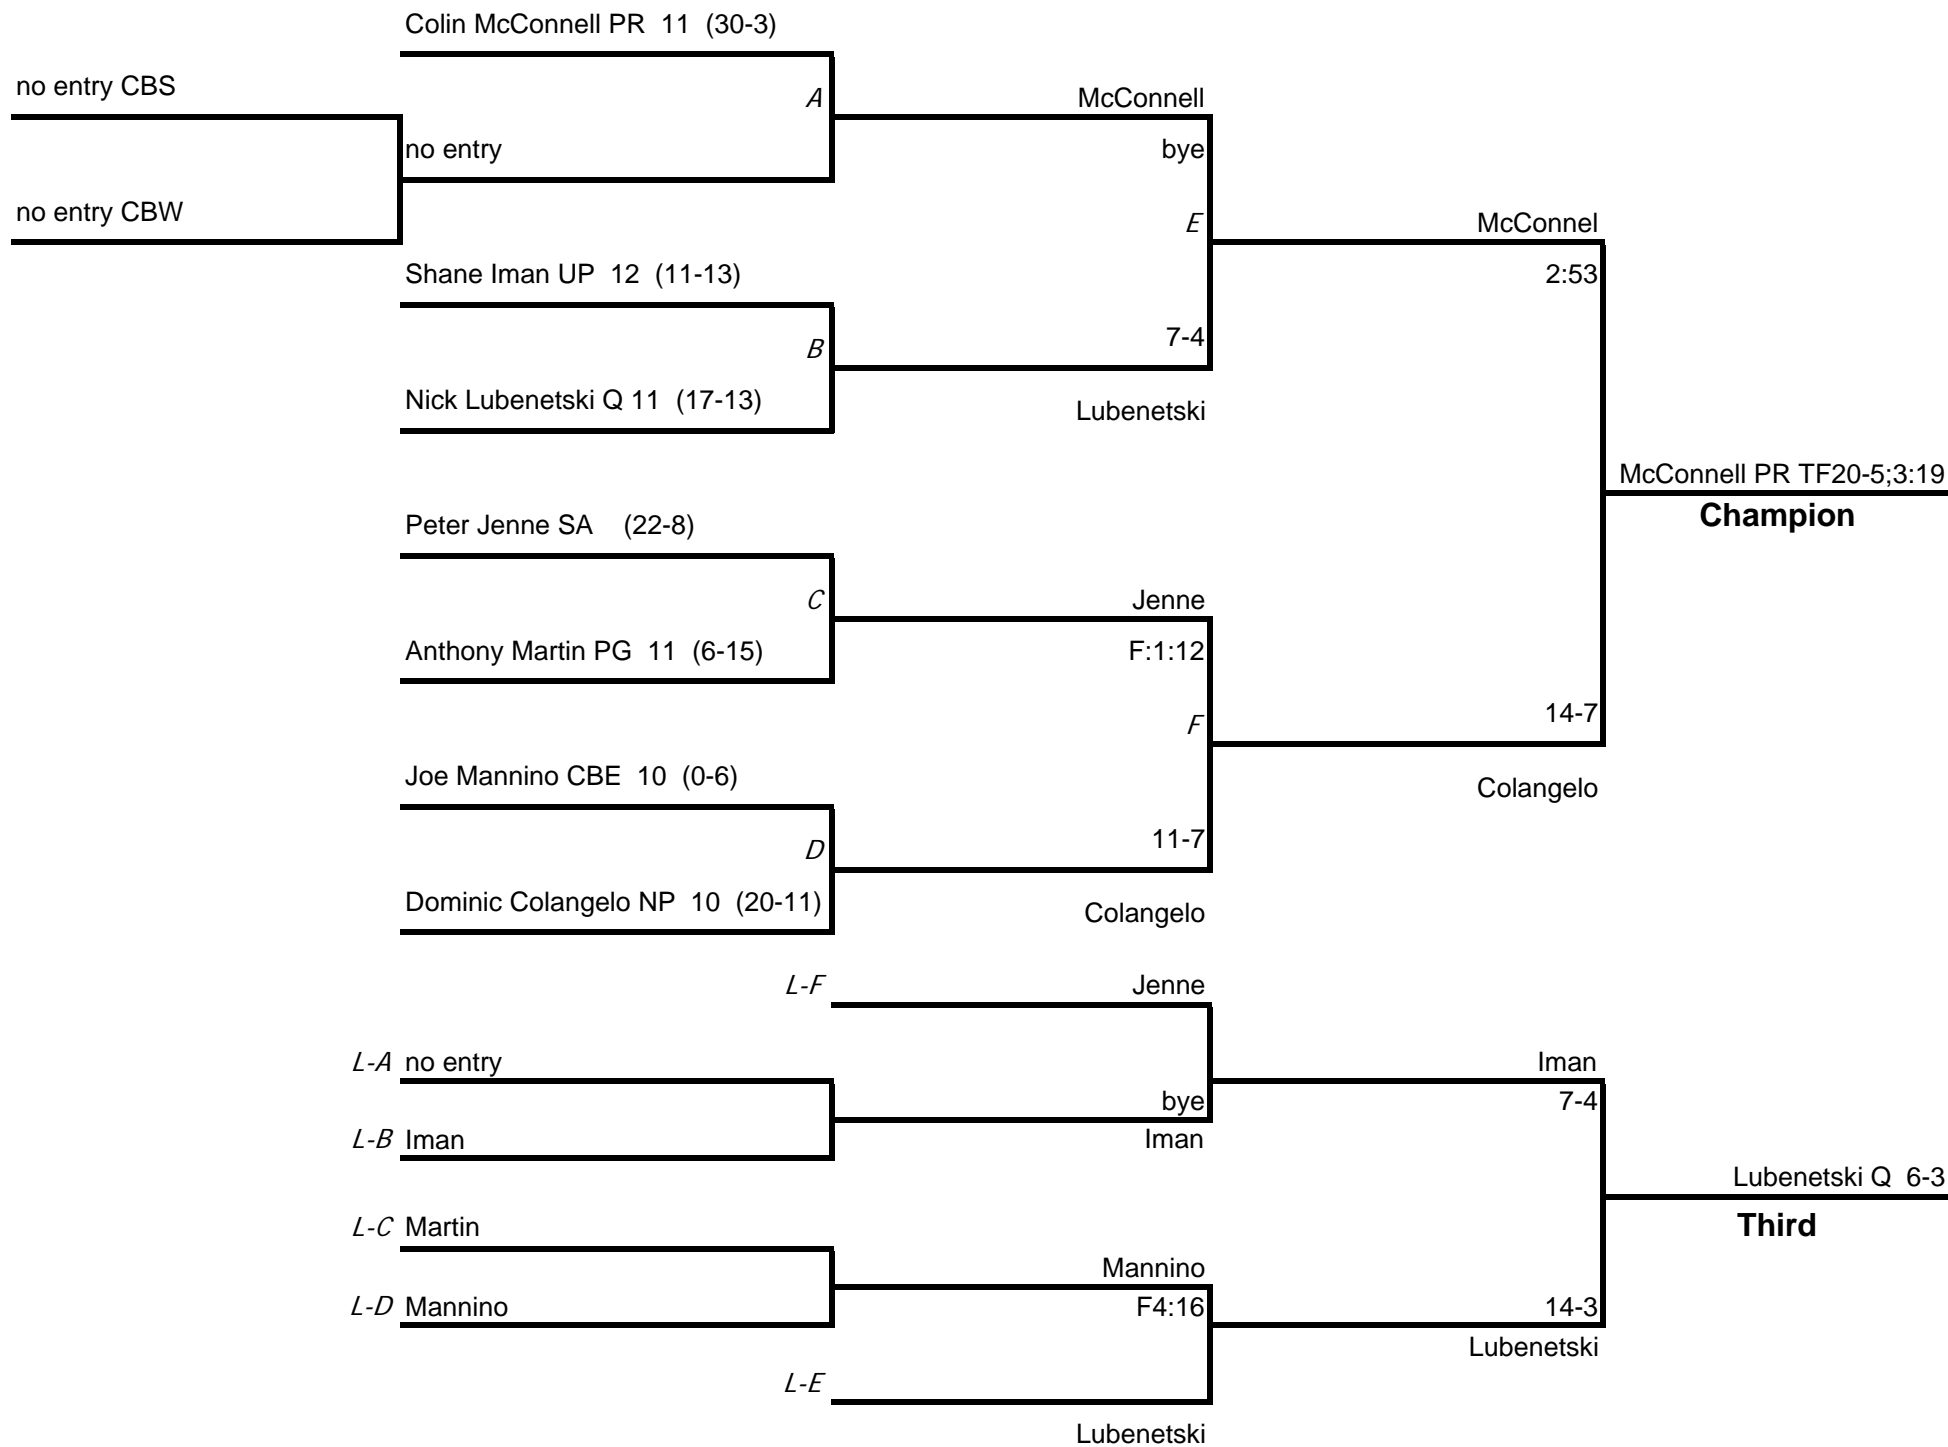 Colin McConnell PR  11  (30-3)
no entry CBS
A
McConnell
no entry
bye
no entry CBW
E
McConnel
Shane Iman UP  12  (11-13)
2:53
B
7-4
Nick Lubenetski Q 11  (17-13)
Lubenetski
McConnell PR TF20-5;3:19
Champion
Peter Jenne SA    (22-8)
C
Jenne
Anthony Martin PG  11  (6-15)
F:1:12
F
14-7
Joe Mannino CBE  10  (0-6)
Colangelo
D
11-7
Dominic Colangelo NP  10  (20-11)
Colangelo
L-F
Jenne
L-A no entry
Iman
bye
7-4
L-B Iman
Iman
Lubenetski Q  6-3
Third
L-C Martin
Mannino
L-D Mannino
F4:16
14-3
Lubenetski
L-E
Lubenetski